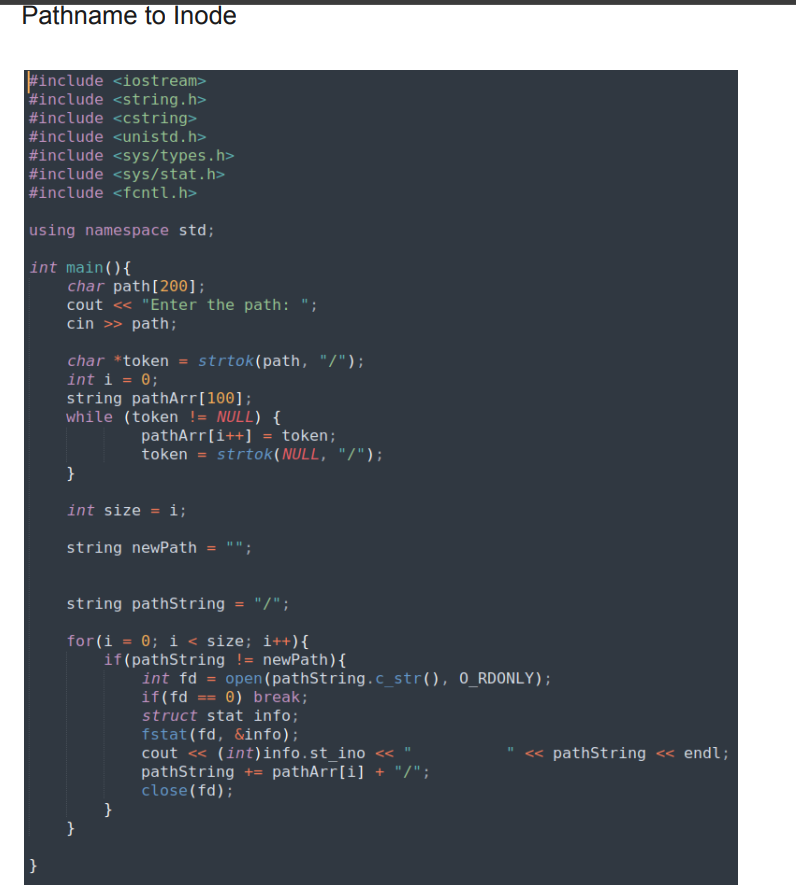 Pathname to Inode
#include <iostream>
#include <string.h>
#include <cstring>
#include <unistd.h>
#include <sys/types.h>
#include <sys/stat.h>
#include <fcntl.h>
using namespace std;
int main(){
    char path[200];
    cout << "Enter the path: ";
    cin >> path;
    char *token = strtok(path, "/");
    int i = 0;
    string pathArr[100];
    while (token != NULL) {
            pathArr[i++] = token;
            token = strtok(NULL, "/");
    }
    int size = i;
    string newPath = "";
    string pathString = "/";
    for(i = 0; i < size; i++){
        if(pathString != newPath){
            int fd = open(pathString.c_str(), O_RDONLY);
            if(fd == 0) break;
            struct stat info;
            fstat(fd, &info);
            cout << (int)info.st_ino << "          " << pathString << endl;
            pathString += pathArr[i] + "/";
            close(fd);
        }
    }
}